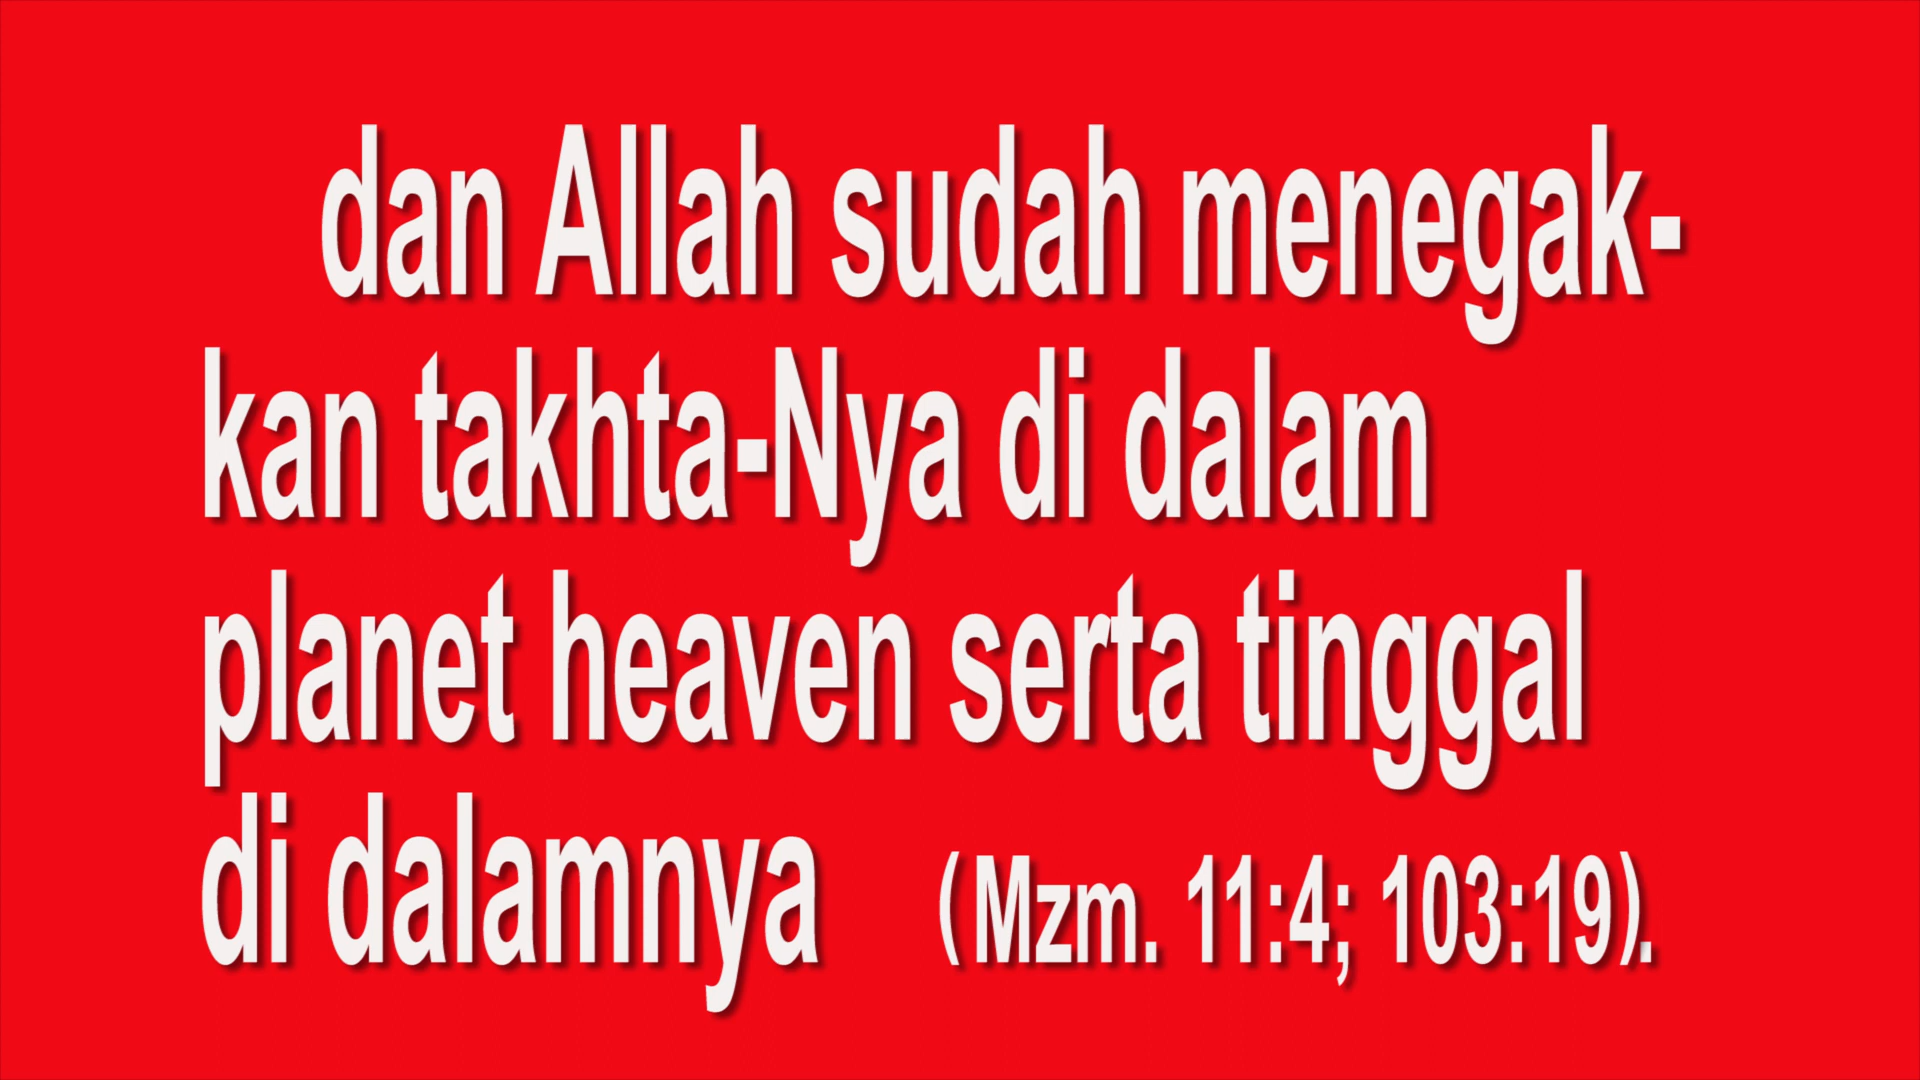 dan Allah sudah menegak-
kan takhta-Nya di dalam
planet heaven serta tinggal
di dalamnya (Mzm. 11:4; 103:19).